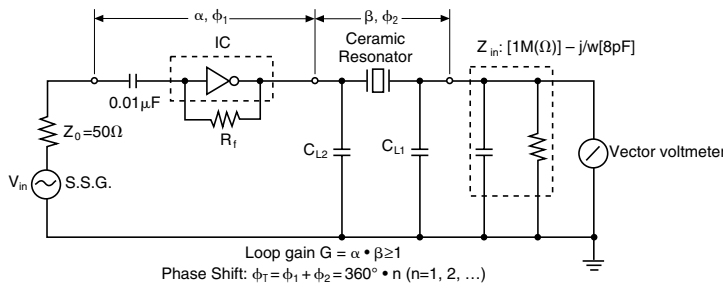 α, ϕ1
β, ϕ2
IC
Ceramic
Resonator
Z in: [1M(Ω)] – j/w[8pF]
0.01μF
Z0=50Ω
Rf
CL2
CL1
Vector voltmeter
Vin
S.S.G.
Loop gain G = α • β≥1
Phase Shift: ϕT = ϕ1 + ϕ2 = 360° • n (n=1, 2, …)